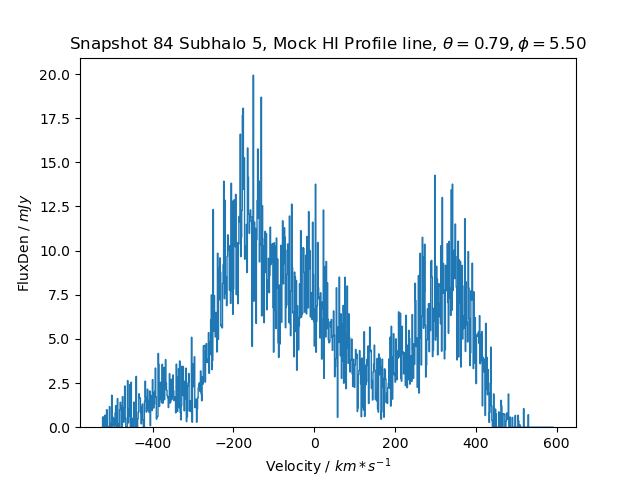 Snapshot 84 Subhalo 5, Mock HI Profile line, θ = 0.79, ϕ = 5.50
FluxDen / mJy
20.0
17.5
15.0
12.5
10.0
7.5
5.0
2.5
0.0
−400 −200 0 200 400 600
Velocity / km * s⁻¹